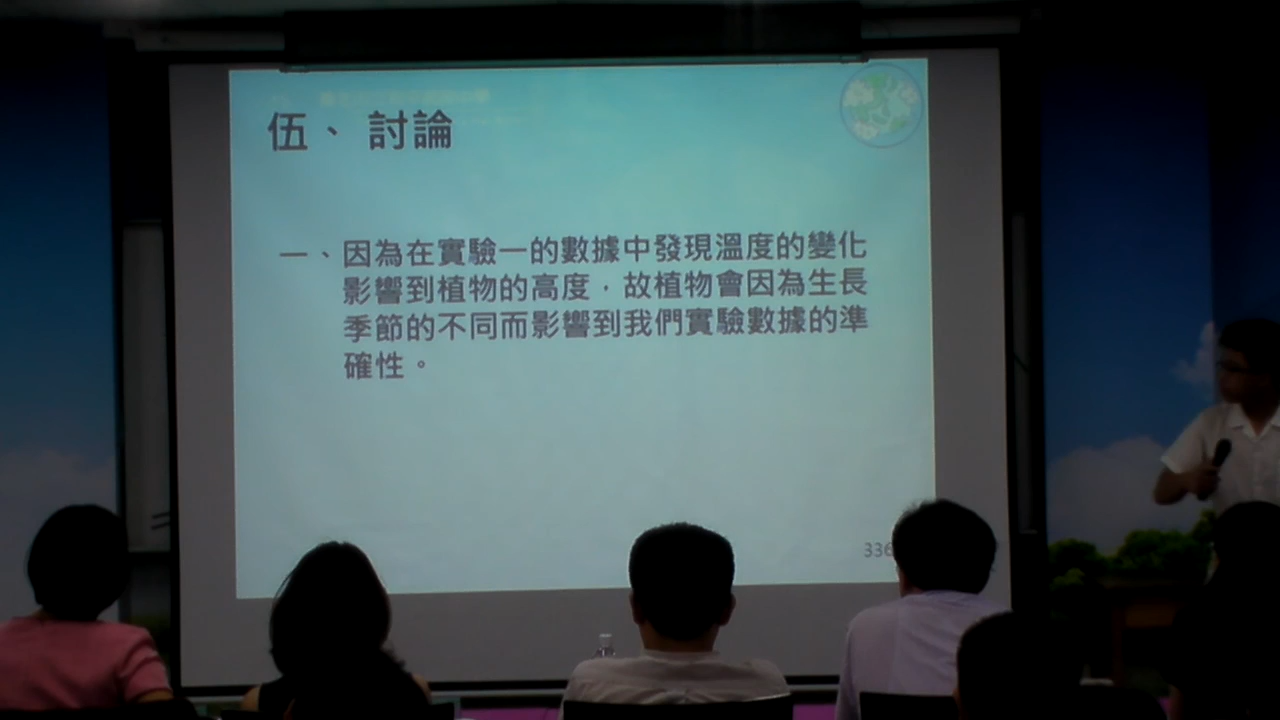 伍、 討論
一、因為在實驗一的數據中發現溫度的變化
影響到植物的高度，故植物會因為生長
季節的不同而影響到我們實驗數據的準
確性。
336